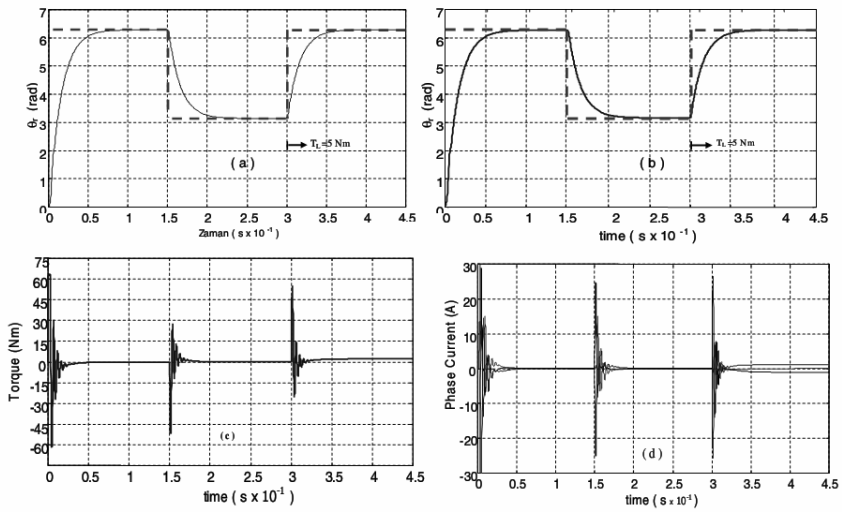 7
6
5
4
3
2
1
0
θr (rad)
0 0.5 1 1.5 2 2.5 3 3.5 4 4.5
Zaman ( s x 10 -1 )
( a )
TL=5 Nm
7
6
5
4
3
2
1
0
θr (rad)
0 0.5 1 1.5 2 2.5 3 3.5 4 4.5
time ( s x 10 -1 )
( b )
TL=5 Nm
75
60
45
30
15
0
-15
-30
-45
-60
Torque (Nm)
0 0.5 1 1.5 2 2.5 3 3.5 4 4.5
time ( s x 10 -1 )
( c )
30
20
10
0
-10
-20
-30
Phase Current (A)
0 0.5 1 1.5 2 2.5 3 3.5 4 4.5
time ( s x 10 -1 )
( d )